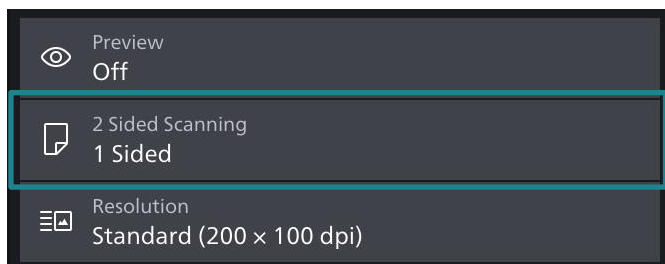 Preview
Off
2 Sided Scanning
1 Sided
Resolution
Standard (200 × 100 dpi)